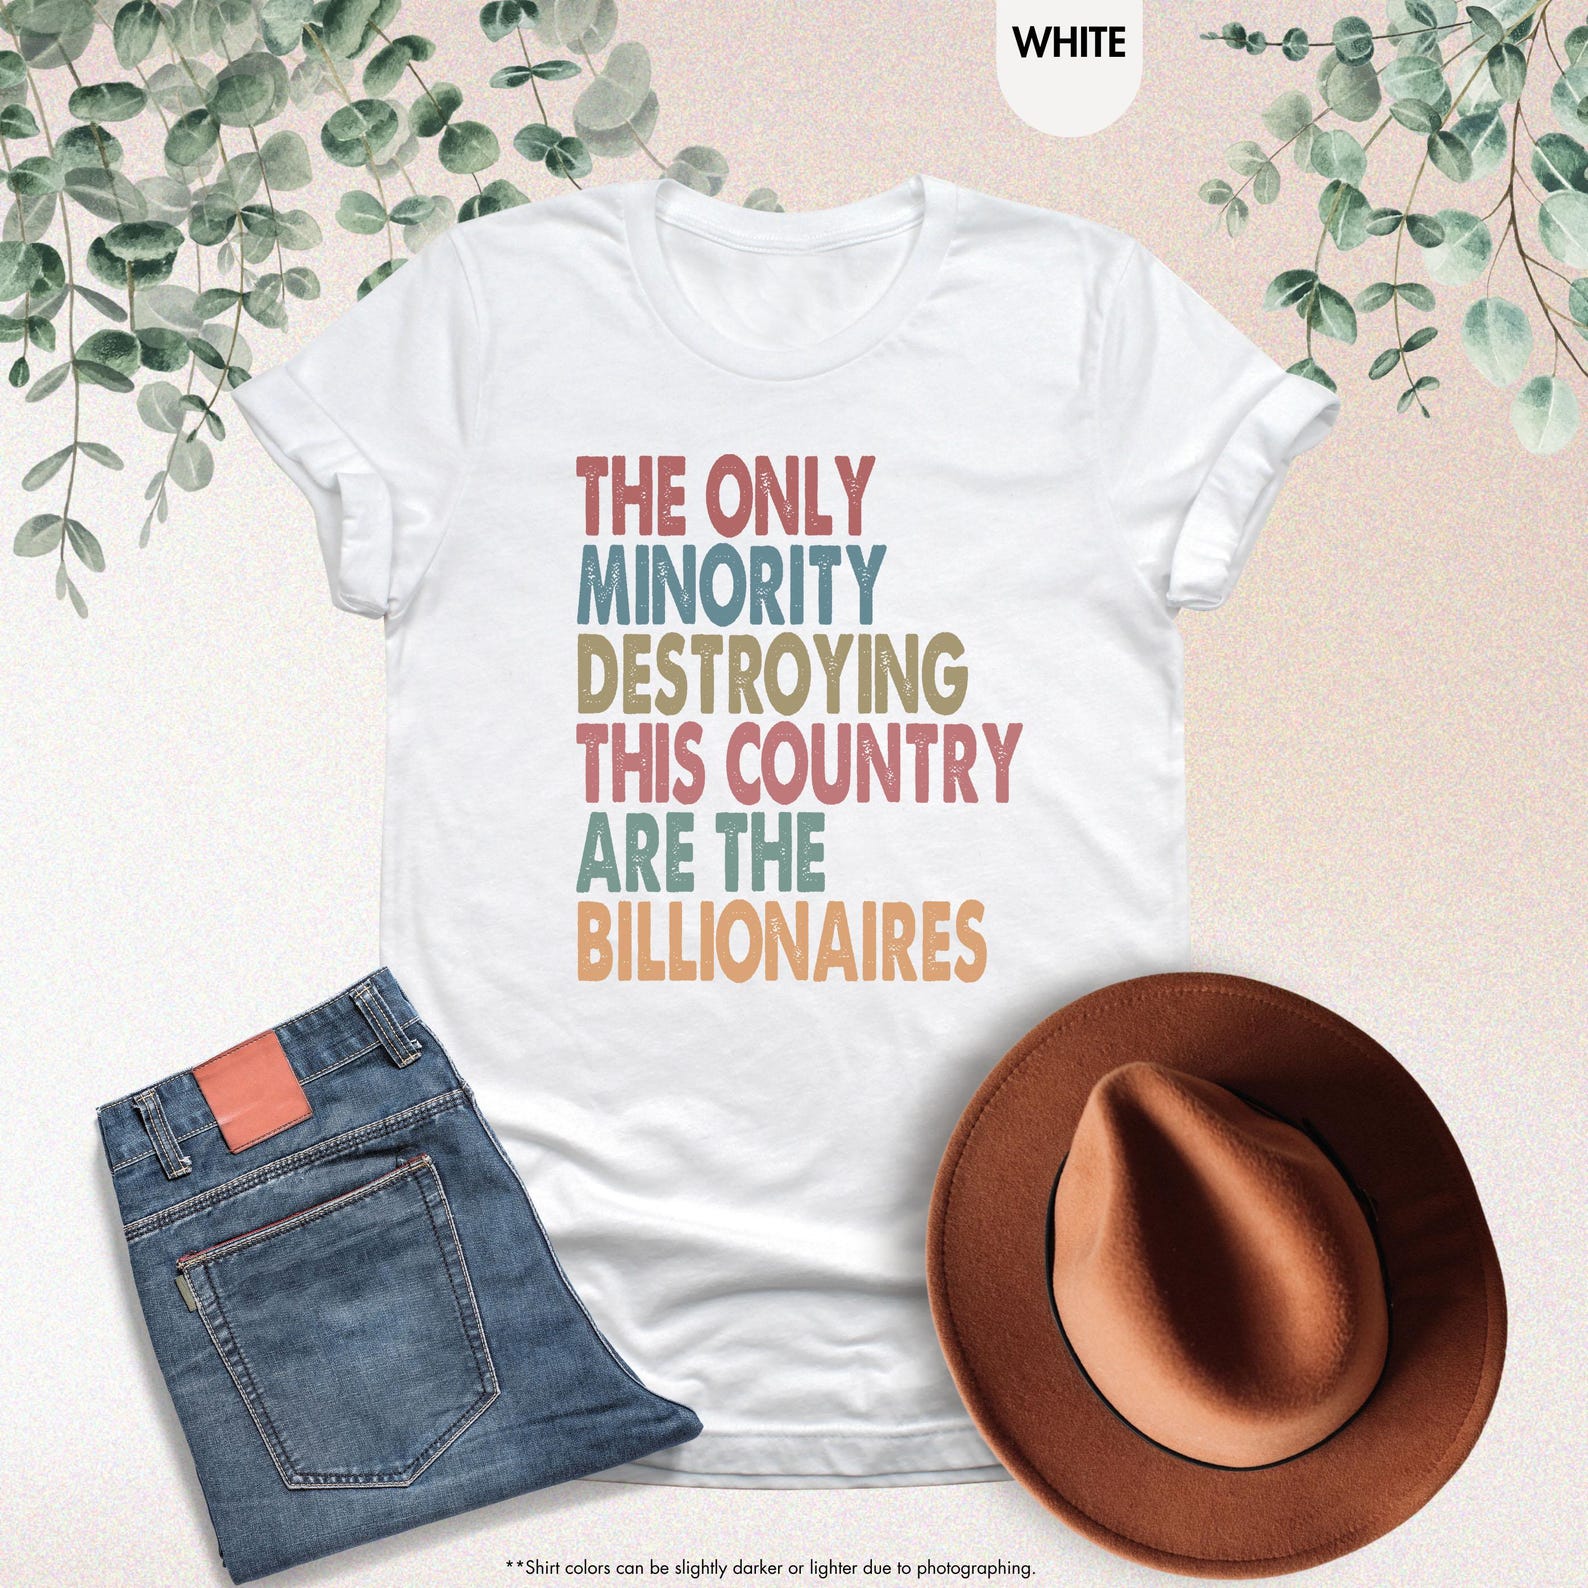 WHITE
THE ONLY
MINORITY
DESTROYING
THIS COUNTRY
ARE THE
BILLIONAIRES
**Shirt colors can be slightly darker or lighter due to photographing.